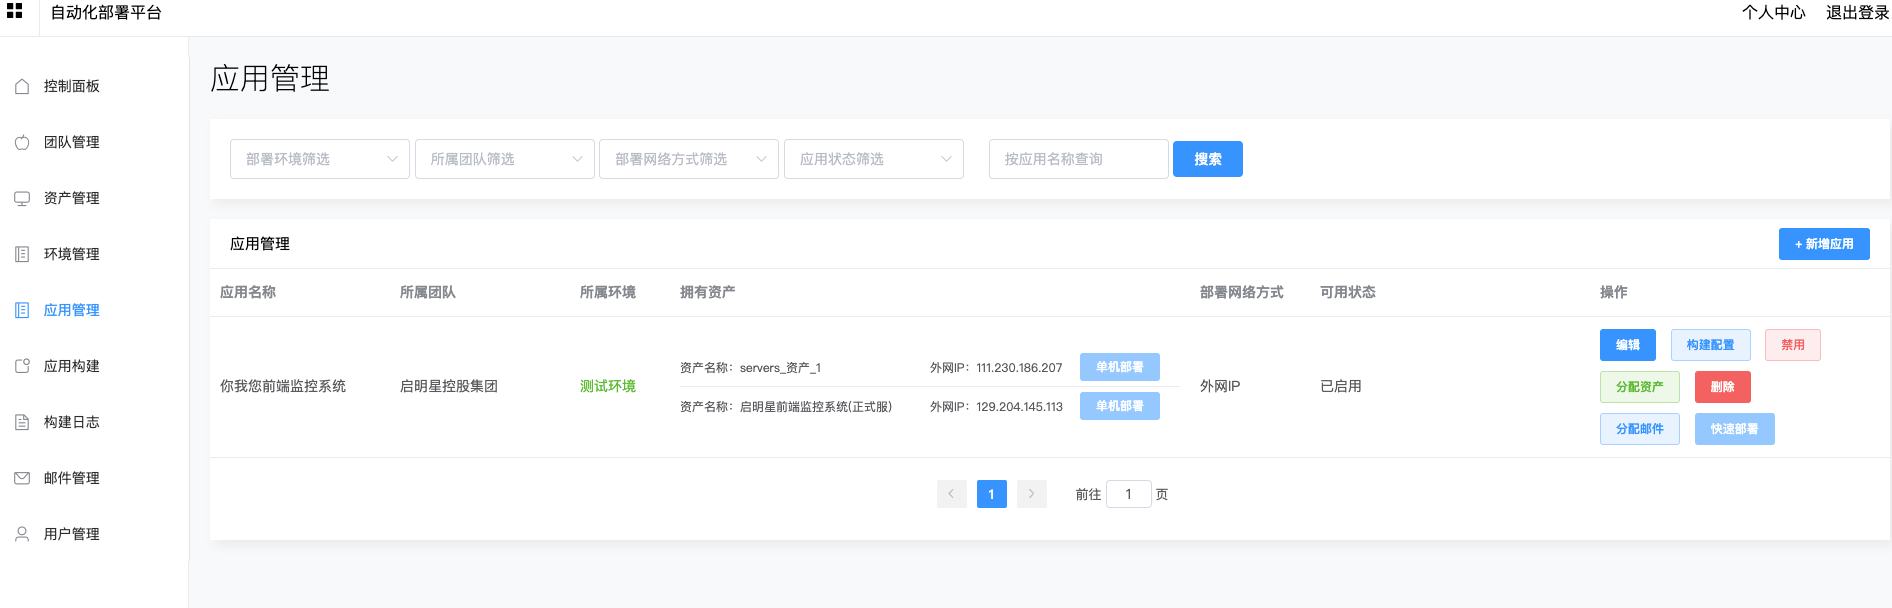 自动化部署平台
个人中心 退出登录
控制面板
团队管理
资产管理
环境管理
应用管理
应用构建
构建日志
邮件管理
用户管理
应用管理
部署环境筛选 所属团队筛选 部署网络方式筛选 应用状态筛选 按应用名称查询 搜索
应用管理
+ 新增应用
应用名称 所属团队 所属环境 拥有资产 部署网络方式 可用状态 操作
你我您前端监控系统 启明星控股集团 测试环境
资产名称：servers_资产_1 外网IP：111.230.186.207 单机部署
资产名称：启明星前端监控系统(正式服) 外网IP：129.204.145.113 单机部署
外网IP 已启用
编辑 构建配置 禁用
分配资产 删除
分配邮件 快速部署
1 前往 1 页